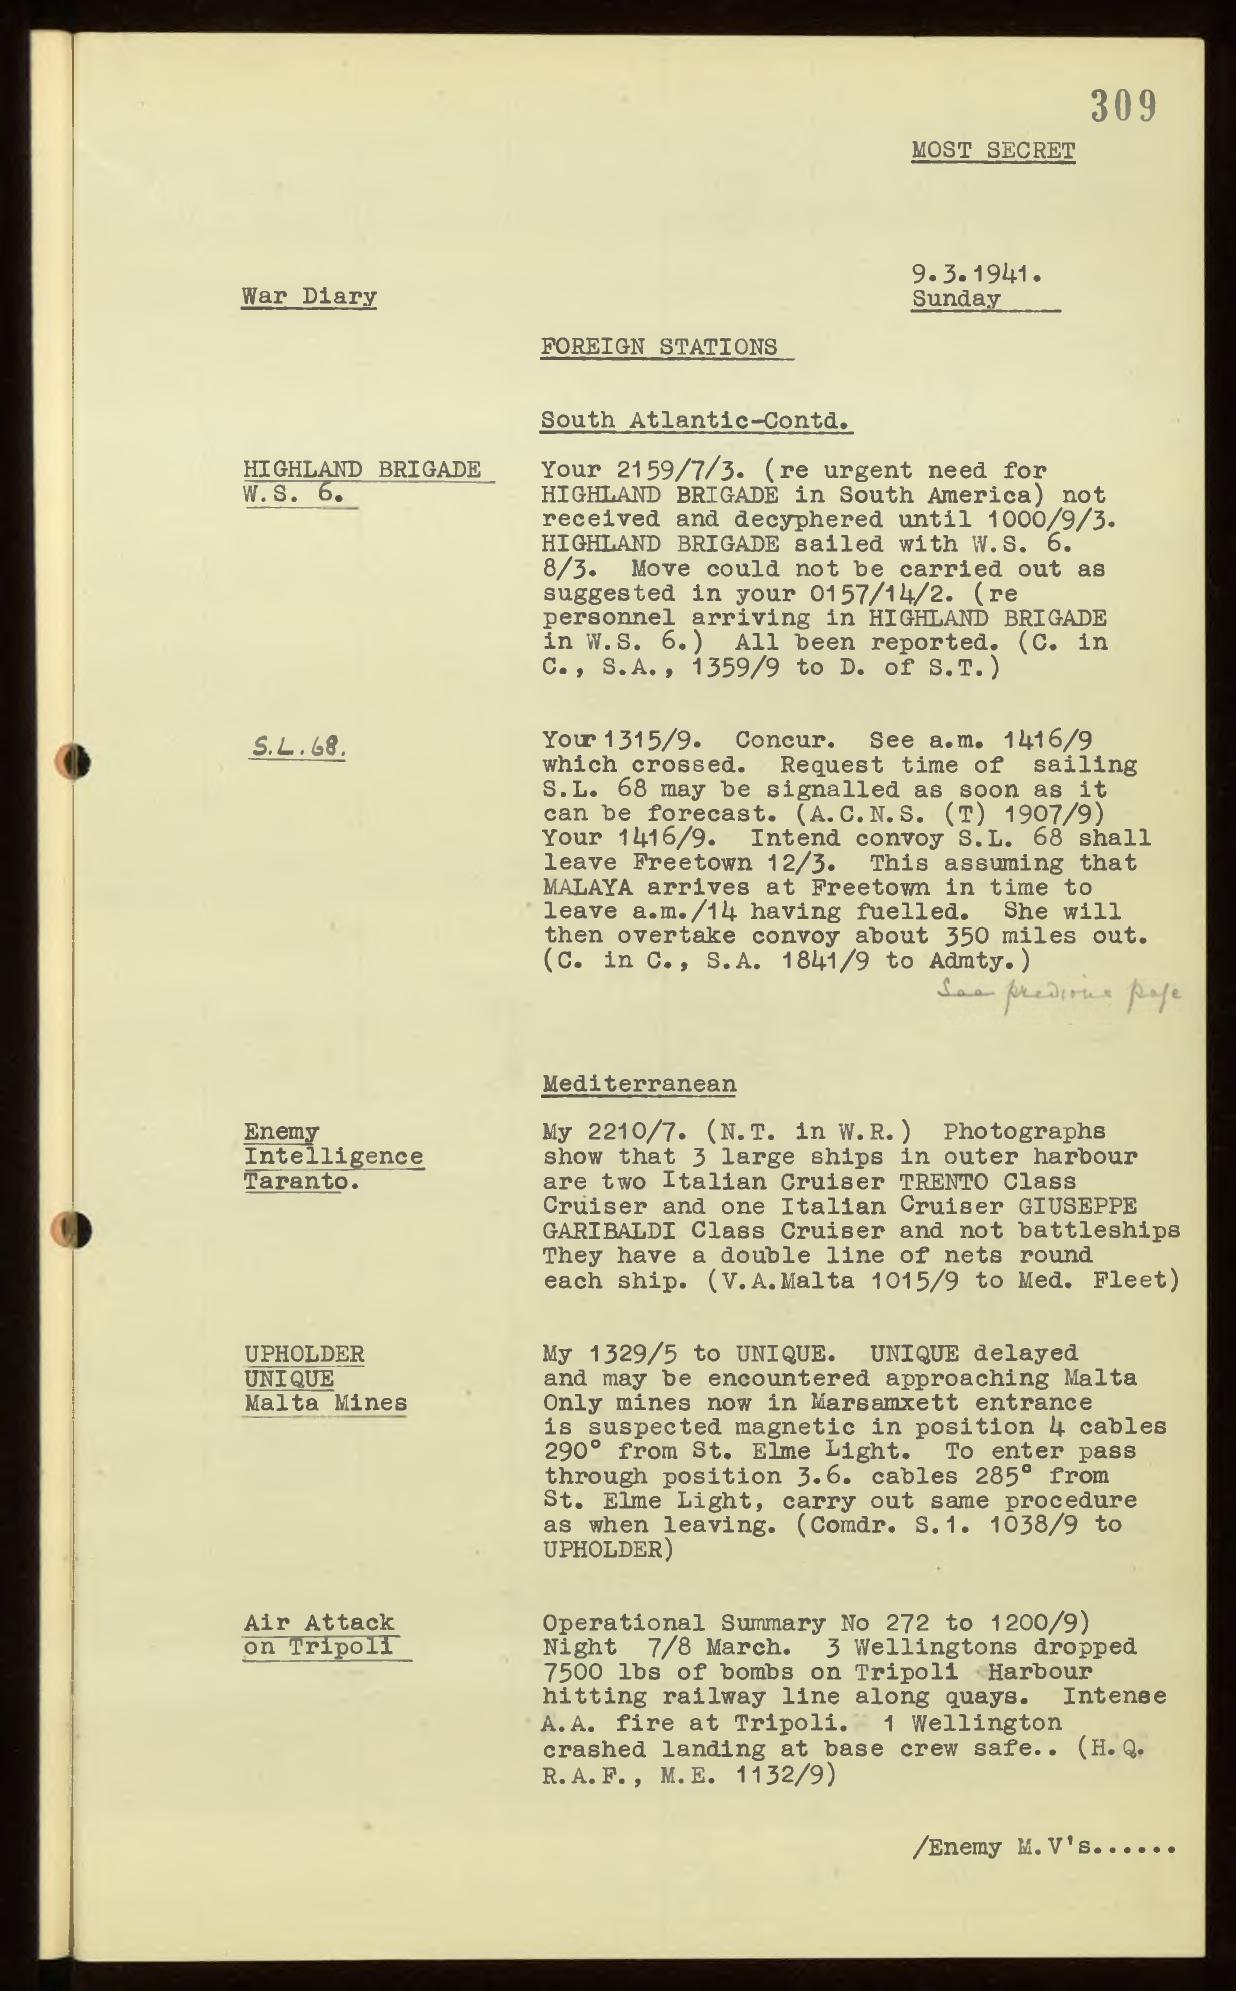 309
MOST SECRET
9.3.1941.
War Diary
Sunday
FOREIGN STATIONS
South Atlantic-Contd.
HIGHLAND BRIGADE
W.S. 6.
Your 2159/7/3. (re urgent need for
HIGHLAND BRIGADE in South America) not
received and decyphered until 1000/9/3.
HIGHLAND BRIGADE sailed with W.S. 6.
8/3. Move could not be carried out as
suggested in your 0157/14/2. (re
personnel arriving in HIGHLAND BRIGADE
in W.S. 6.) All been reported. (C. in
C., S.A., 1359/9 to D. of S.T.)
S.L.68.
Your 1315/9. Concur. See a.m. 1416/9
which crossed. Request time of sailing
S.L. 68 may be signalled as soon as it
can be forecast. (A.C.N.S. (T) 1907/9)
Your 1416/9. Intend convoy S.L. 68 shall
leave Freetown 12/3. This assuming that
MALAYA arrives at Freetown in time to
leave a.m./14 having fuelled. She will
then overtake convoy about 350 miles out.
(C. in C., S.A. 1841/9 to Admty.)
See previous page
Mediterranean
Enemy
Intelligence
Taranto.
My 2210/7. (N.T. in W.R.) Photographs
show that 3 large ships in outer harbour
are two Italian Cruiser TRENTO Class
Cruiser and one Italian Cruiser GIUSEPPE
GARIBALDI Class Cruiser and not battleships
They have a double line of nets round
each ship. (V.A.Malta 1015/9 to Med. Fleet)
UPHOLDER
UNIQUE
Malta Mines
My 1329/5 to UNIQUE. UNIQUE delayed
and may be encountered approaching Malta
Only mines now in Marsamxett entrance
is suspected magnetic in position 4 cables
290° from St. Elme Light. To enter pass
through position 3.6. cables 285° from
St. Elme Light, carry out same procedure
as when leaving. (Comdr. S.1. 1038/9 to
UPHOLDER)
Air Attack
on Tripoli
Operational Summary No 272 to 1200/9)
Night 7/8 March. 3 Wellingtons dropped
7500 lbs of bombs on Tripoli Harbour
hitting railway line along quays. Intense
A.A. fire at Tripoli. 1 Wellington
crashed landing at base crew safe.. (H.Q.
R.A.F., M.E. 1132/9)
/Enemy M.V's......